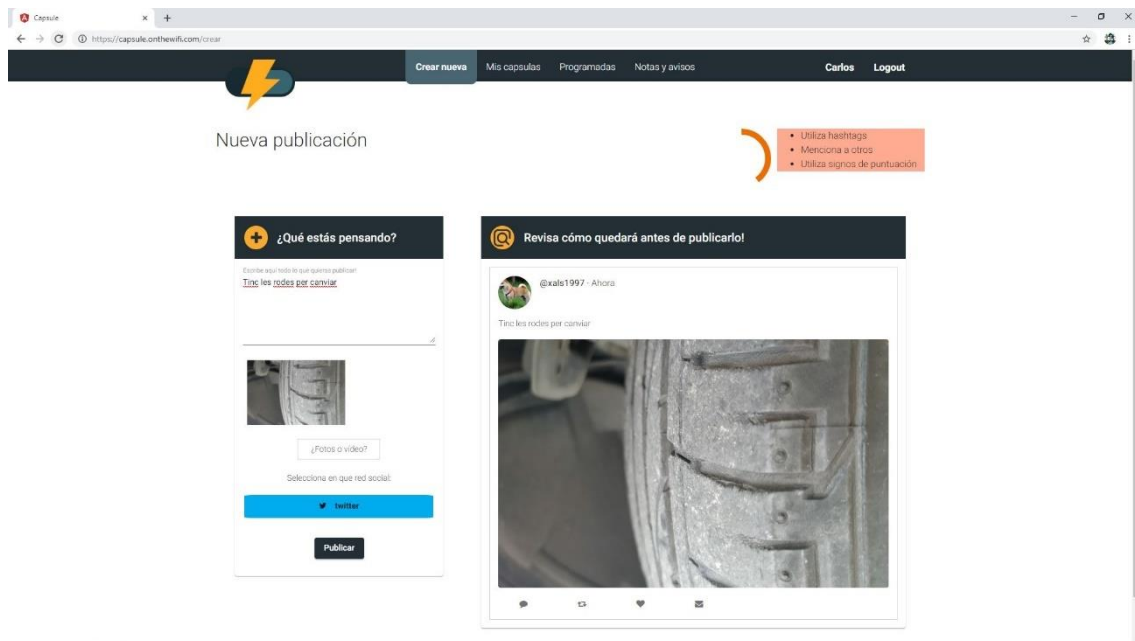 Capsule
https://capsule.onthewifi.com/crear
Crear nueva Mis capsulas Programadas Notas y avisos Carlos Logout
Nueva publicación
Utiliza hashtags
Menciona a otros
Utiliza signos de puntuación
¿Qué estás pensando?
Escribe aquí todo lo que quieras publicar!
Tinc les rodes per canviar
¿Fotos o vídeo?
Selecciona en que red social:
twitter
Publicar
Revisa cómo quedará antes de publicarlo!
@xals1997 · Ahora
Tinc les rodes per canviar